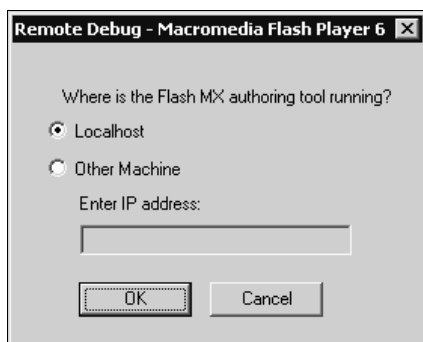 Remote Debug - Macromedia Flash Player 6
Where is the Flash MX authoring tool running?
Localhost
Other Machine
Enter IP address:
OK Cancel